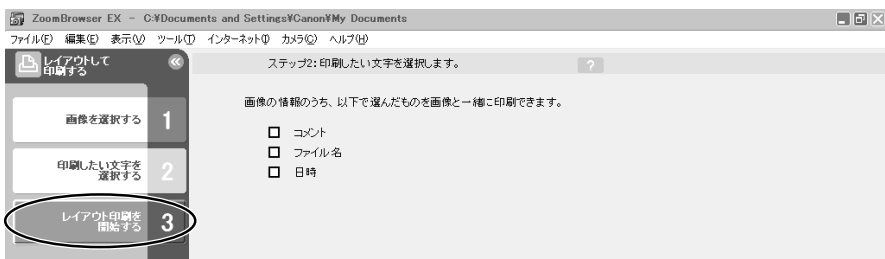 ZoomBrowser EX - C:¥Documents and Settings¥Canon¥My Documents
ファイル(F) 編集(E) 表示(V) ツール(T) インターネット(I) カメラ(C) ヘルプ(H)
レイアウトして
印刷する
ステップ2:印刷したい文字を選択します。 ?
画像の情報のうち、以下で選んだものを画像と一緒に印刷できます。
コメント
ファイル名
日時
画像を選択する 1
印刷したい文字を
選択する 2
レイアウト印刷を
開始する 3